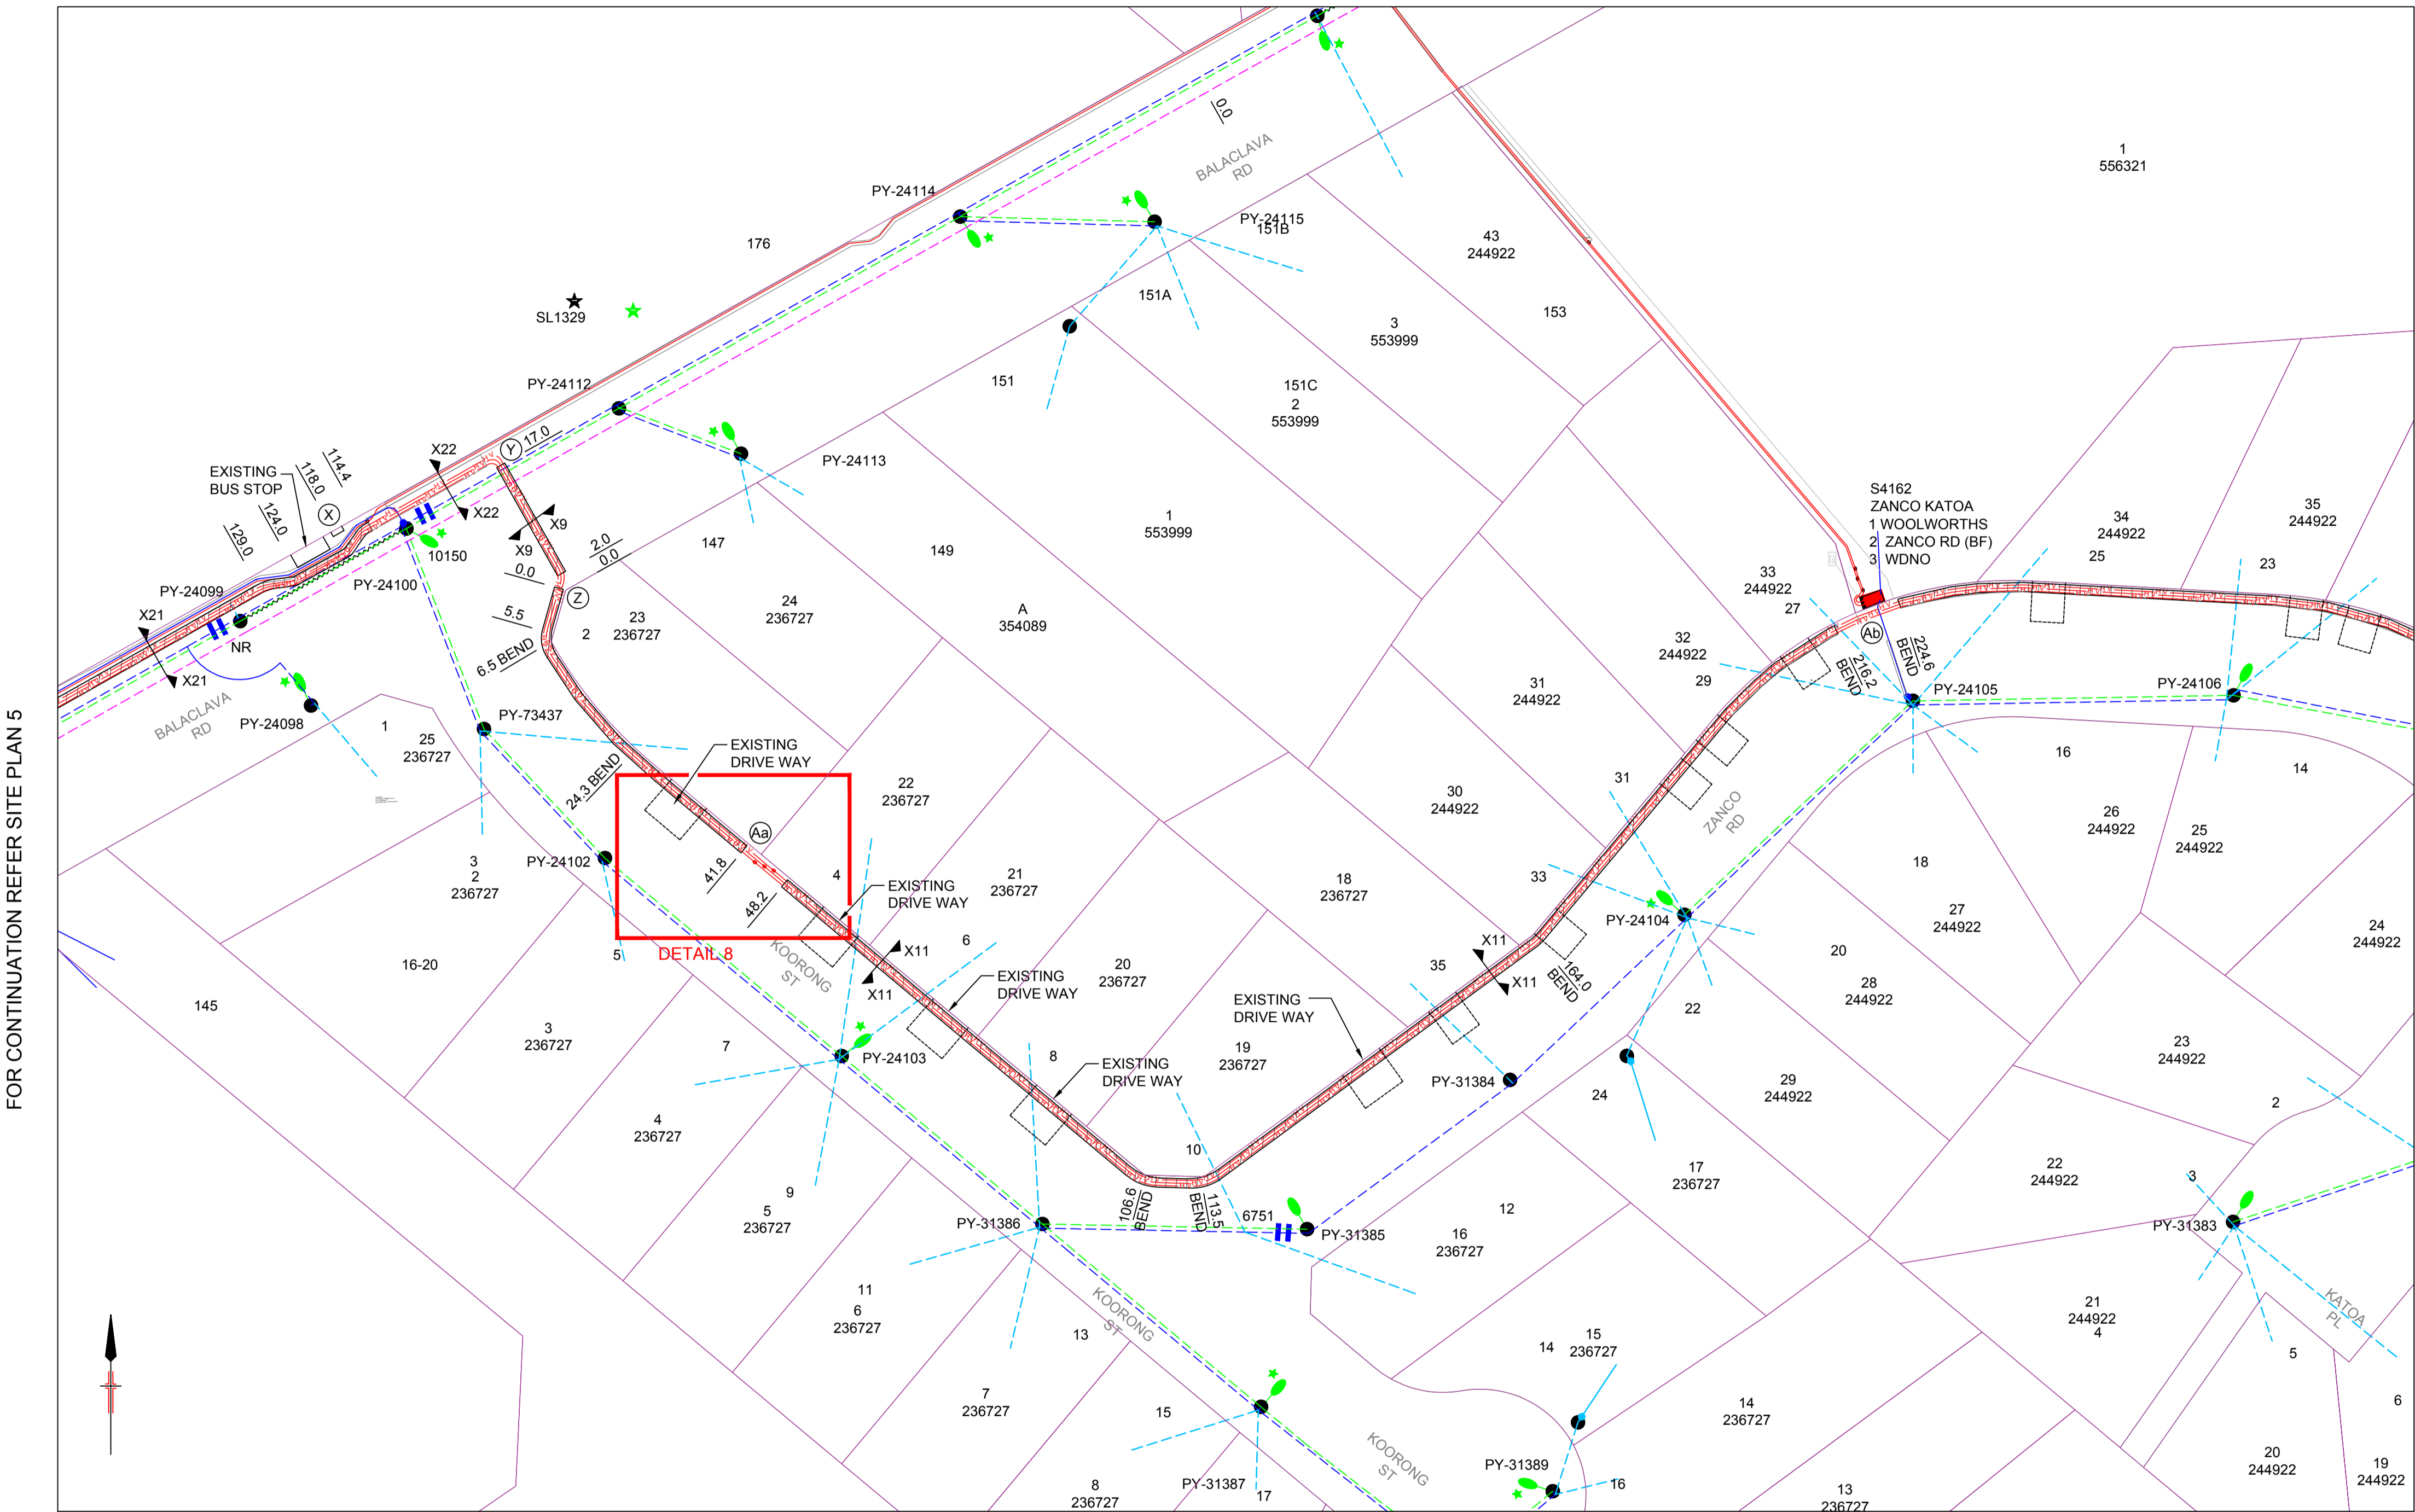 FOR CONTINUATION REFER SITE PLAN 5
0.0
BALACLAVA
RD
1
556321
PY-24114
PY-24115
151B
176
43
244922
SL1329
151A
153
3
553999
PY-24112
151
151C
2
553999
Y
17.0
X22
114.4
118.0
EXISTING
BUS STOP
PY-24113
X
124.0
129.0
X22
X9
X9
S4162
ZANCO KATOA
1 WOOLWORTHS
2 ZANCO RD (BF)
3 WDNO
34
244922
35
244922
1
553999
10150
147
149
2.0
0.0
0.0
PY-24099
PY-24100
25
23
33
244922
27
Z
5.5
X21
NR
2
23
236727
24
236727
A
354089
6.5 BEND
32
244922
Ab
224.6
BEND
216.2
BEND
X21
29
31
244922
PY-24105
PY-24106
BALACLAVA
RD
PY-24098
PY-73437
1
25
236727
EXISTING
DRIVE WAY
24.3 BEND
16
14
22
236727
31
30
244922
ZANCO
RD
26
244922
25
244922
Aa
3
2
236727
PY-24102
41.8
4
EXISTING
DRIVE WAY
21
236727
18
236727
33
18
48.2
PY-24104
27
244922
24
244922
5
DETAIL 8
KOORONG
ST
6
X11
X11
16-20
145
EXISTING
DRIVE WAY
20
236727
35
X11
X11
164.0
BEND
20
28
244922
EXISTING
DRIVE WAY
22
3
236727
7
PY-24103
8
EXISTING
DRIVE WAY
19
236727
PY-31384
23
244922
24
29
244922
2
4
236727
10
17
236727
22
244922
3
9
5
236727
PY-31386
106.6
BEND
113.5
BEND
6751
PY-31385
12
16
236727
PY-31383
11
6
236727
KOORONG
ST
13
21
244922
4
KATOA
PL
14
15
236727
5
7
236727
15
14
236727
6
KOORONG
ST
8
236727
PY-31387
17
PY-31389
16
13
236727
20
244922
19
244922